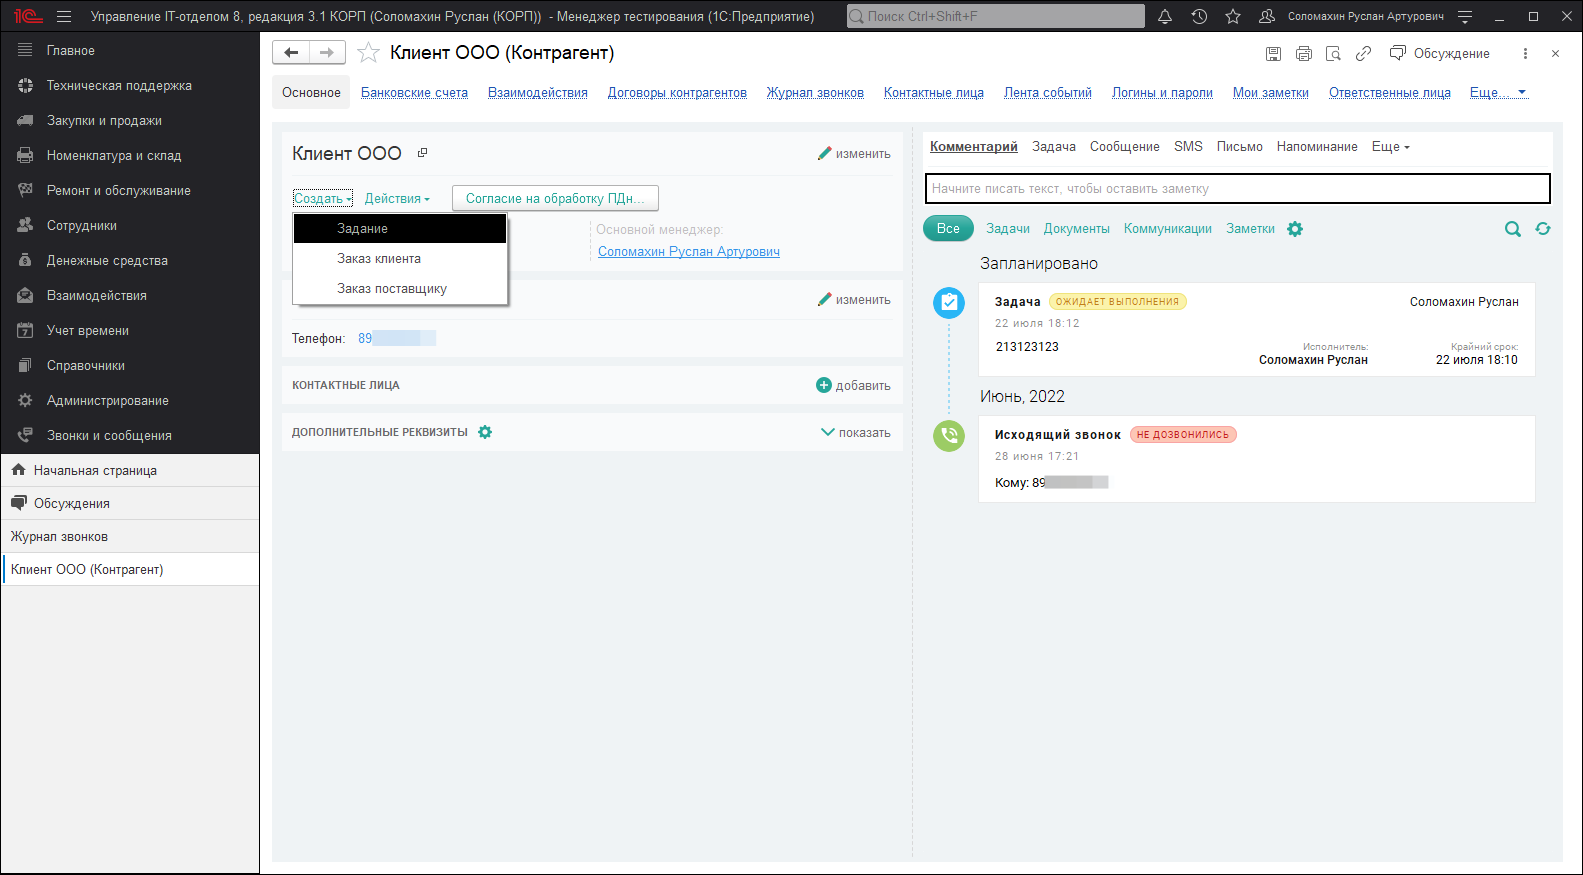 1С Управление IT-отделом 8, редакция 3.1 КОРП (Соломахин Руслан (КОРП)) - Менеджер тестирования (1С:Предприятие) Поиск Ctrl+Shift+F Соломахин Руслан Артурович
Главное
Техническая поддержка
Закупки и продажи
Номенклатура и склад
Ремонт и обслуживание
Сотрудники
Денежные средства
Взаимодействия
7 Учет времени
Справочники
Администрирование
Звонки и сообщения
Начальная страница
Обсуждения
Журнал звонков
Клиент ООО (Контрагент)
Клиент ООО (Контрагент) Обсуждение
Основное Банковские счета Взаимодействия Договоры контрагентов Журнал звонков Контактные лица Лента событий Логины и пароли Мои заметки Ответственные лица Еще...
Клиент ООО изменить
Создать Действия Согласие на обработку ПДн...
Задание
Заказ клиента
Заказ поставщику
Основной менеджер:
Соломахин Руслан Артурович
изменить
Телефон: 89
КОНТАКТНЫЕ ЛИЦА добавить
ДОПОЛНИТЕЛЬНЫЕ РЕКВИЗИТЫ показать
Комментарий Задача Сообщение SMS Письмо Напоминание Еще
Начните писать текст, чтобы оставить заметку
Все Задачи Документы Коммуникации Заметки
Запланировано
Задача ОЖИДАЕТ ВЫПОЛНЕНИЯ Соломахин Руслан
22 июля 18:12
213123123
Исполнитель: Крайний срок:
Соломахин Руслан 22 июля 18:10
Июнь, 2022
Исходящий звонок НЕ ДОЗВОНИЛИСЬ
28 июня 17:21
Кому: 89